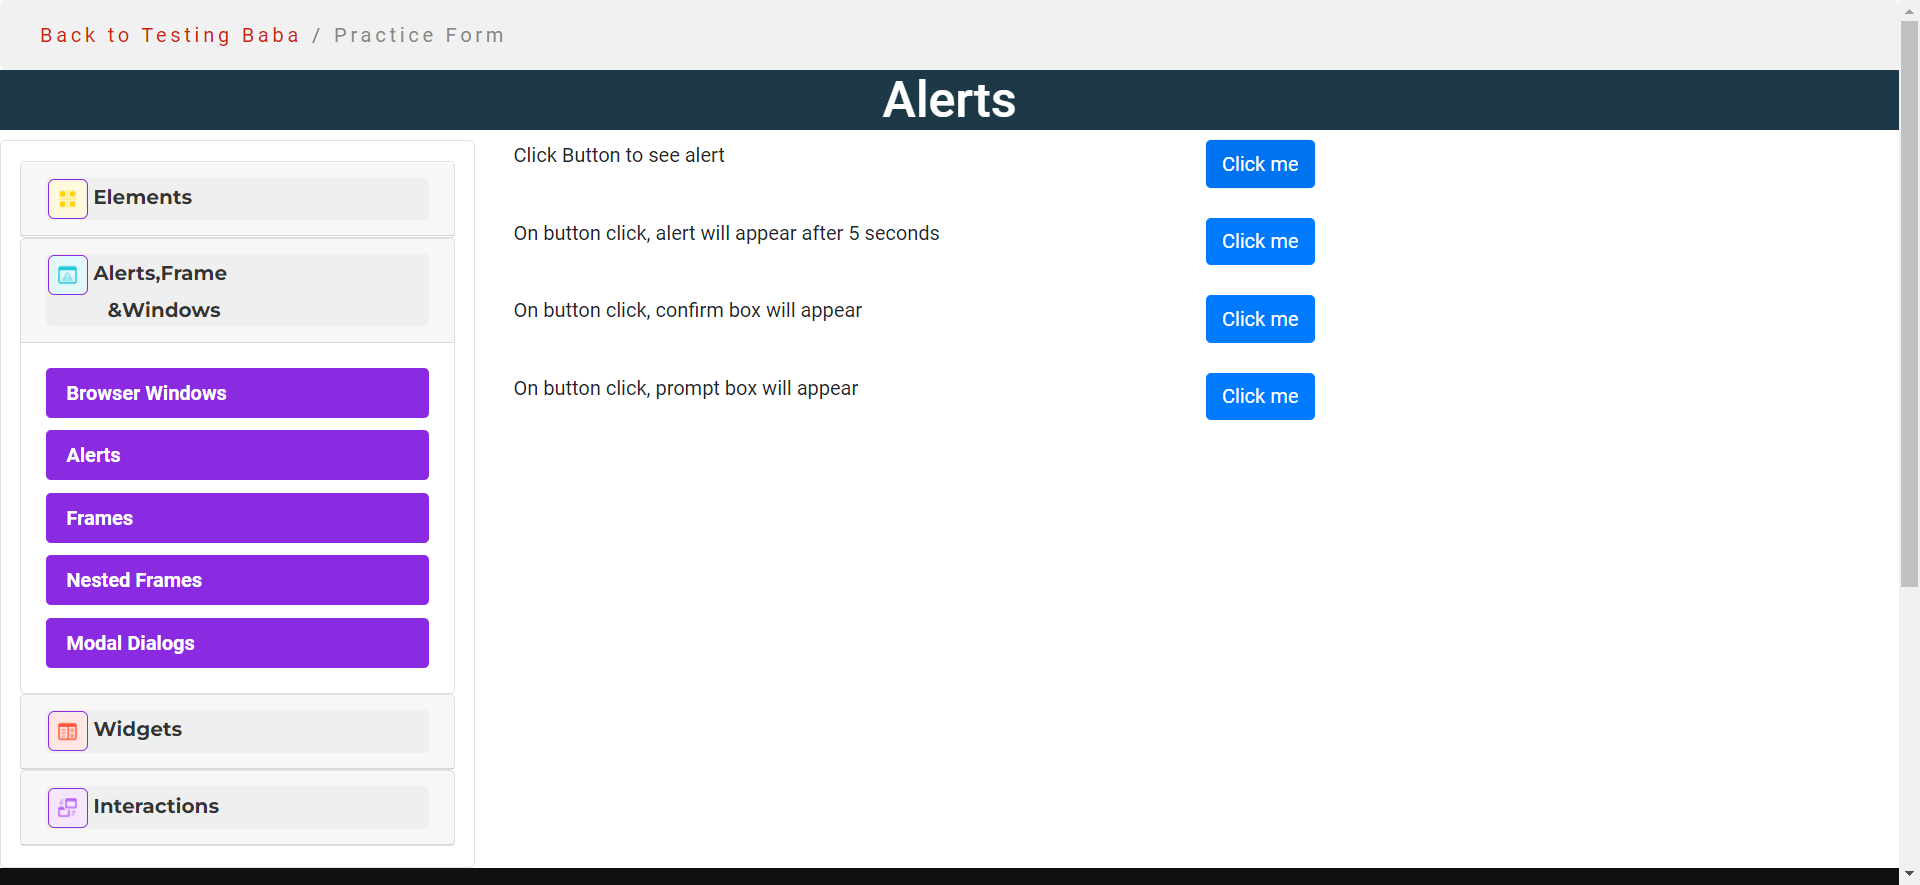 Back to Testing Baba / Practice Form
Alerts
Elements
Alerts,Frame
&Windows
Browser Windows
Alerts
Frames
Nested Frames
Modal Dialogs
Widgets
Interactions
Click Button to see alert
Click me
On button click, alert will appear after 5 seconds
Click me
On button click, confirm box will appear
Click me
On button click, prompt box will appear
Click me